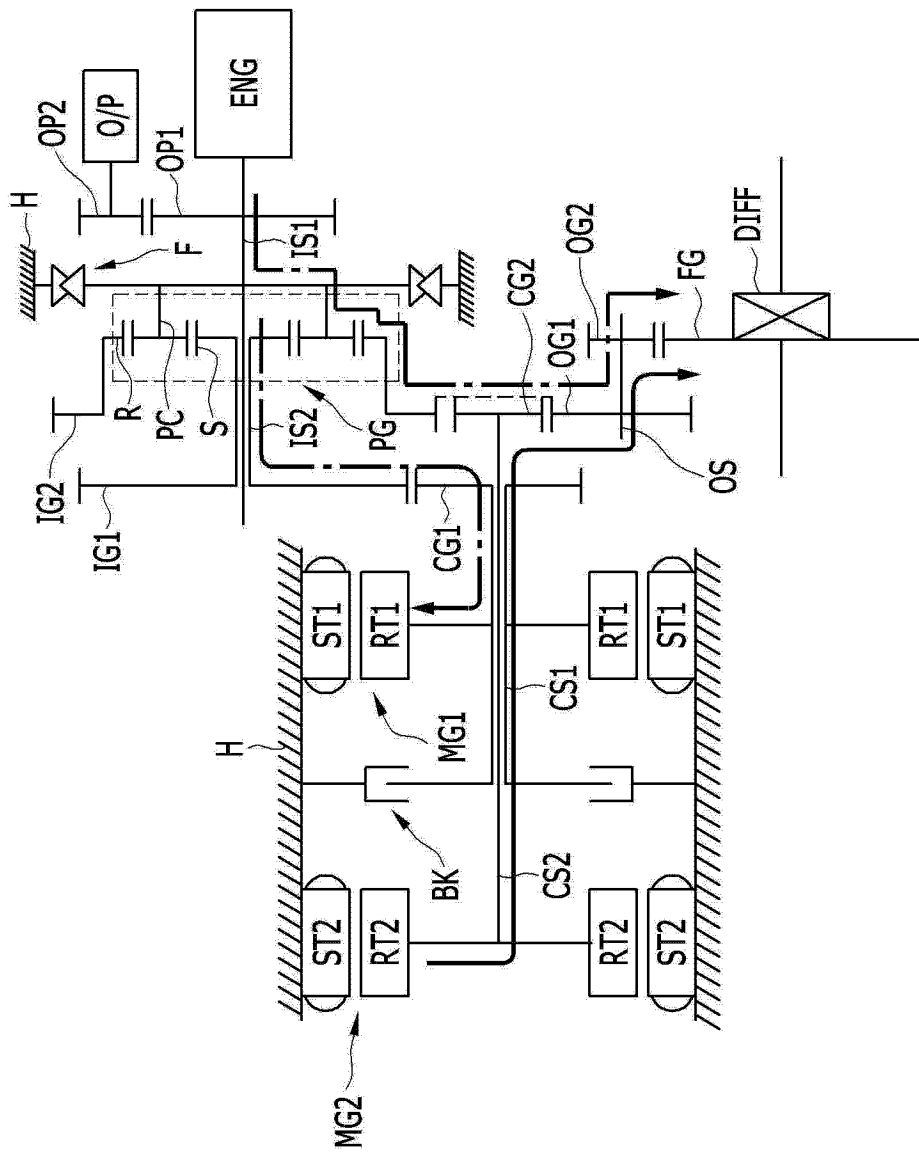 ENG
O/P
OP2
OP1
H
F
IS1
R
PC
S
IS2
PG
IG2
IG1
CG1
CG2
OG1
OG2
FG
DIFF
OS
ST1
RT1
RT1
ST1
MG1
CS1
H
BK
CS2
ST2
RT2
RT2
ST2
MG2